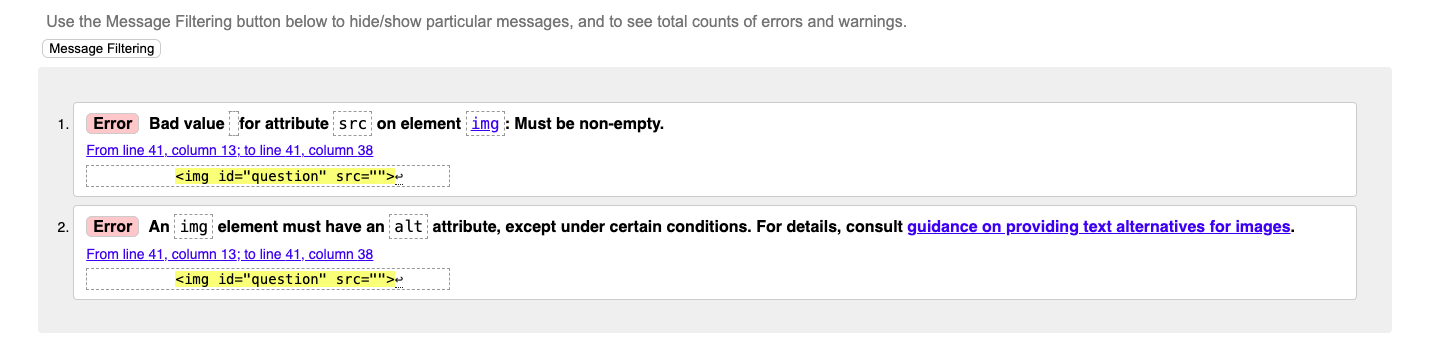 Use the Message Filtering button below to hide/show particular messages, and to see total counts of errors and warnings.
Message Filtering
1. Error Bad value for attribute src on element img: Must be non-empty.
From line 41, column 13; to line 41, column 38
<img id="question" src="">↩
2. Error An img element must have an alt attribute, except under certain conditions. For details, consult guidance on providing text alternatives for images.
From line 41, column 13; to line 41, column 38
<img id="question" src="">↩